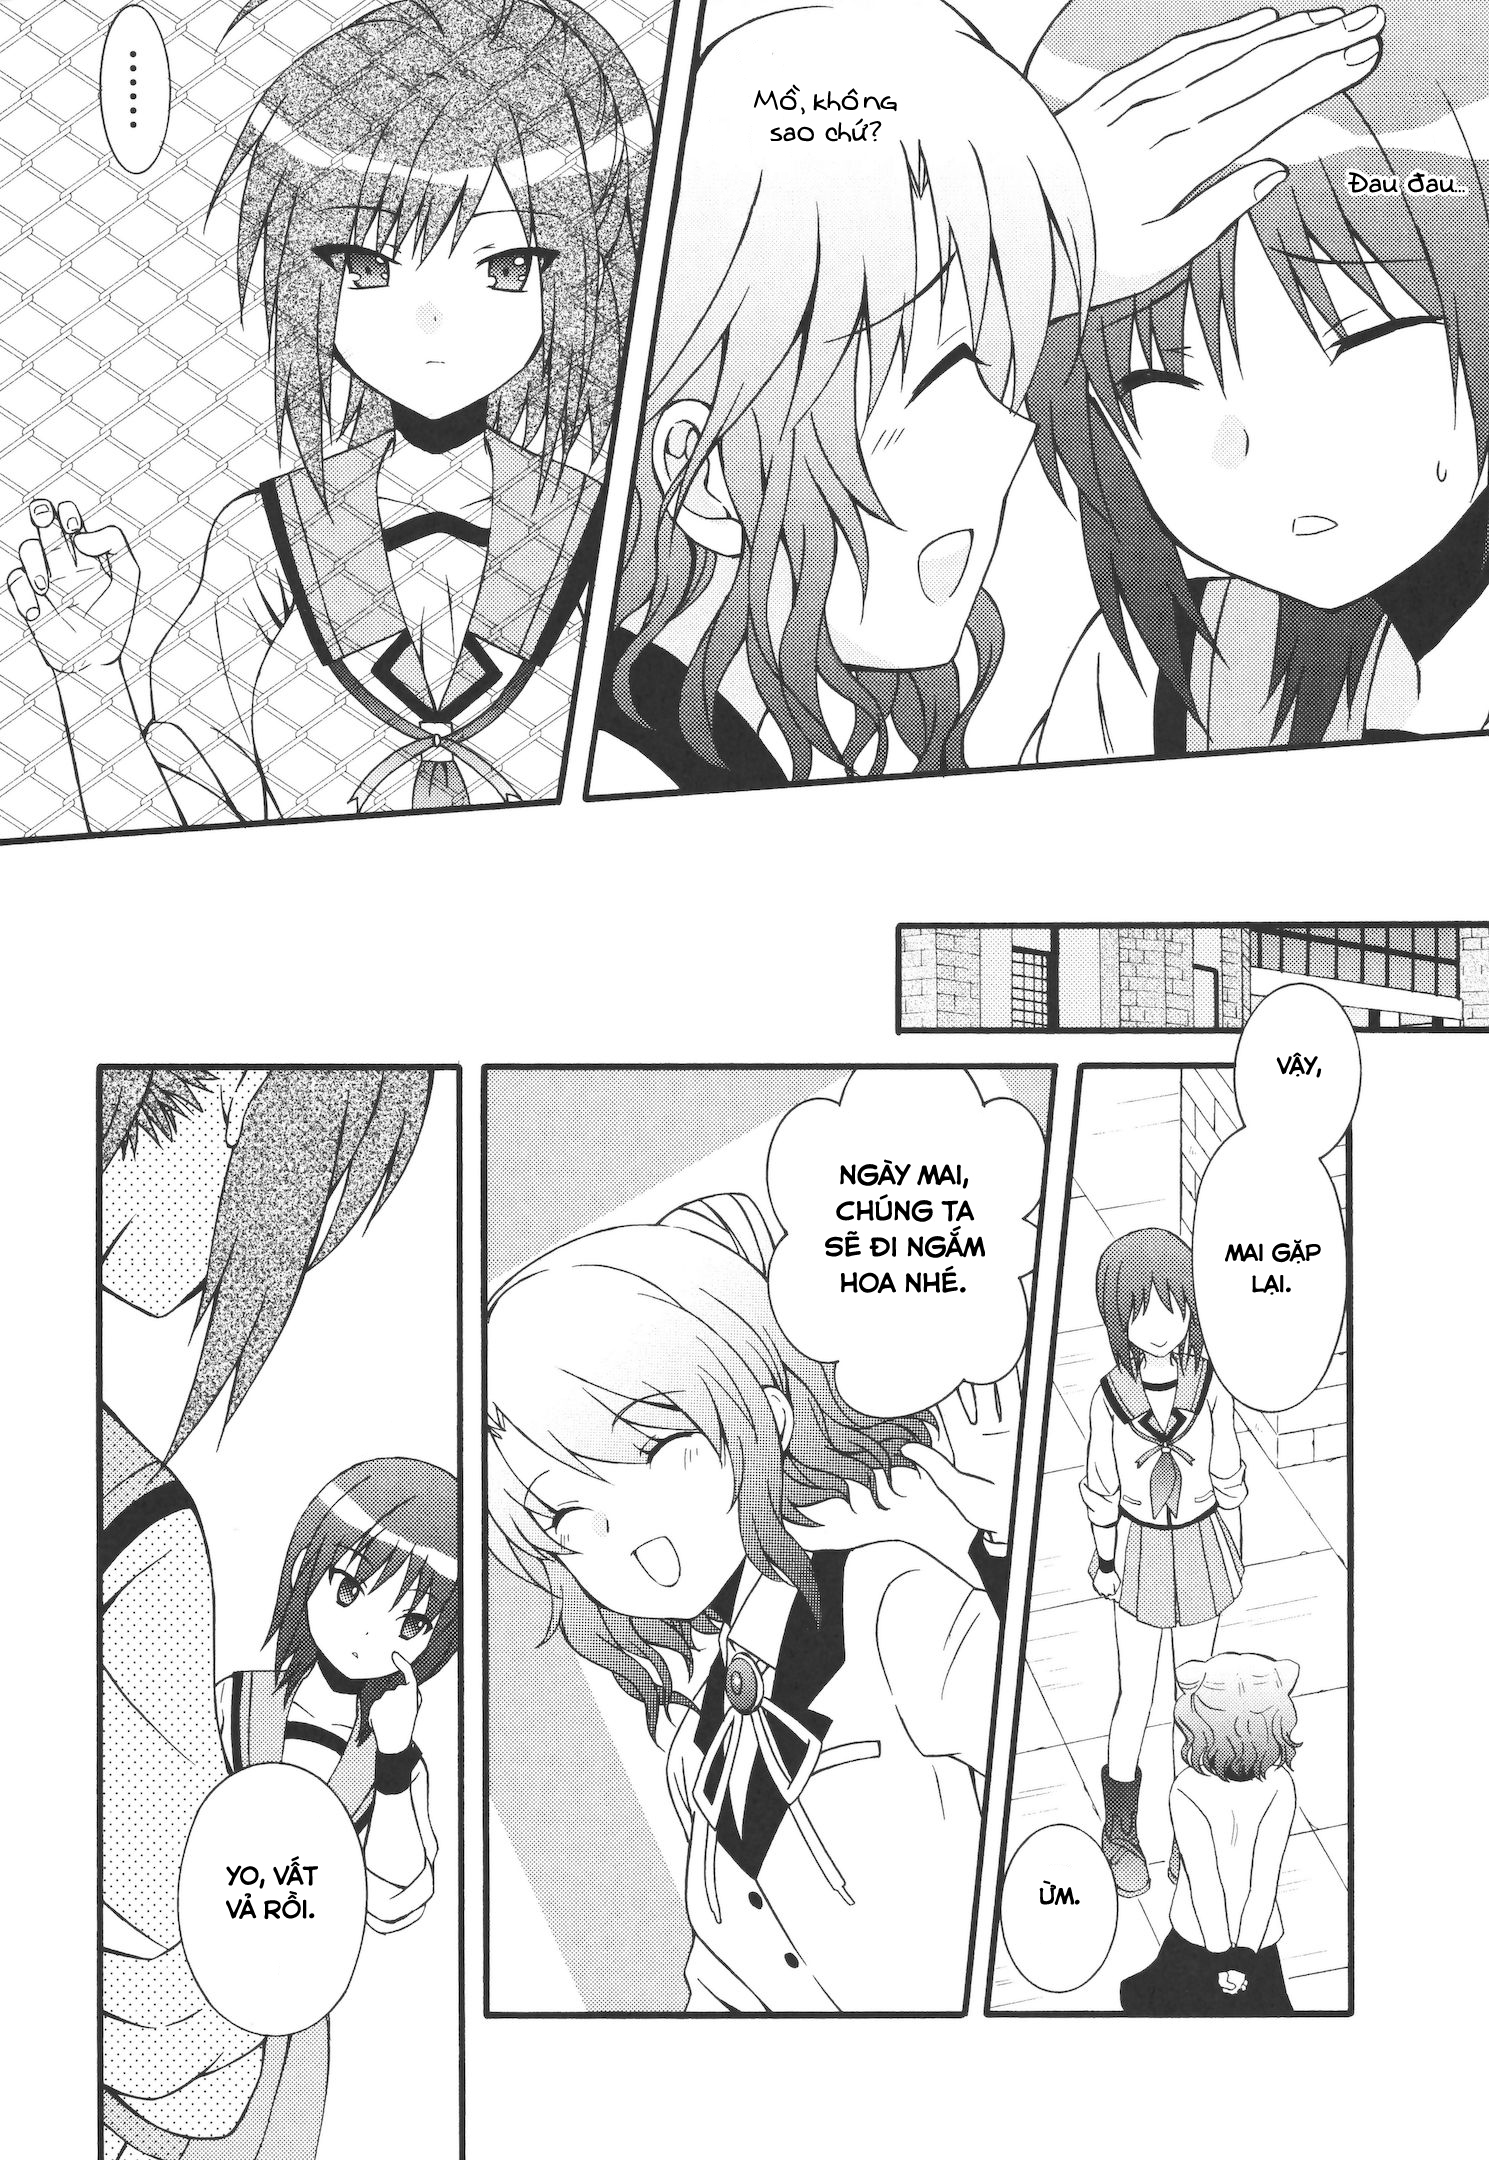 Đau đau...
Mồ, không
sao chứ?
.......
VẬY,
MAI GẶP
LẠI.
ỪM.
NGÀY MAI,
CHÚNG TA
SẼ ĐI NGẮM
HOA NHÉ.
YO, VẤT
VẢ RỒI.